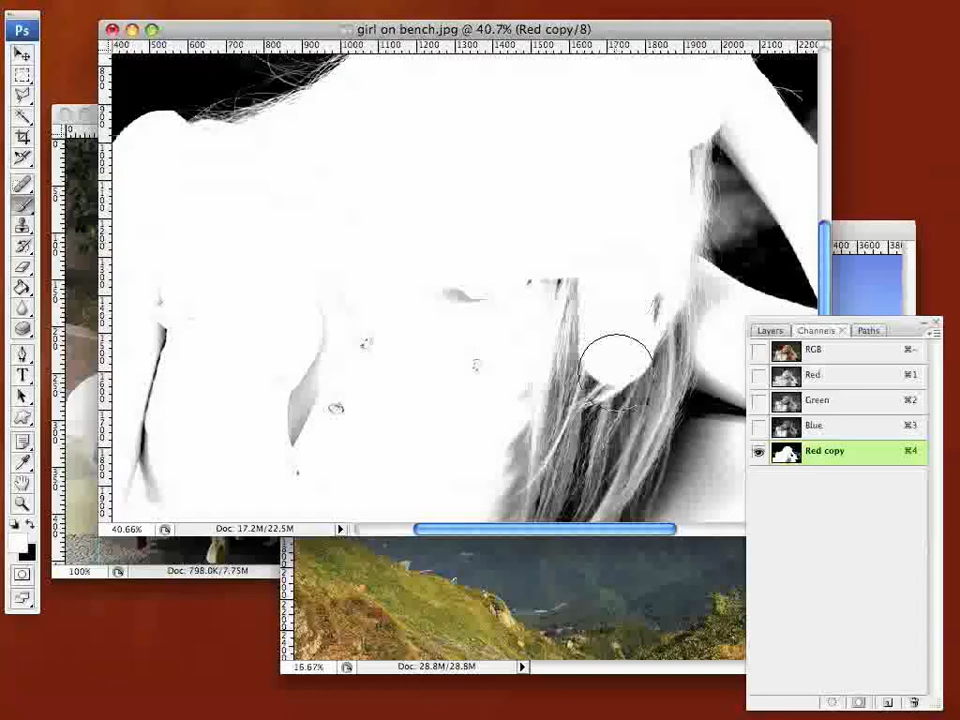 Ps
girl on bench.jpg @ 40.7% (Red copy/8)
400 500 600 700 800 900 1000 1100 1200 1300 1400 1500 1600 1700 1800 1900 2000 2100 2200
3400 3600 38
Layers Channels × Paths
RGB ⌘~
Red ⌘1
Green ⌘2
Blue ⌘3
Red copy ⌘4
T
40.66% Doc: 17.2M/22.5M
100% Doc: 798.0K/7.75M
16.67% Doc: 28.8M/28.8M